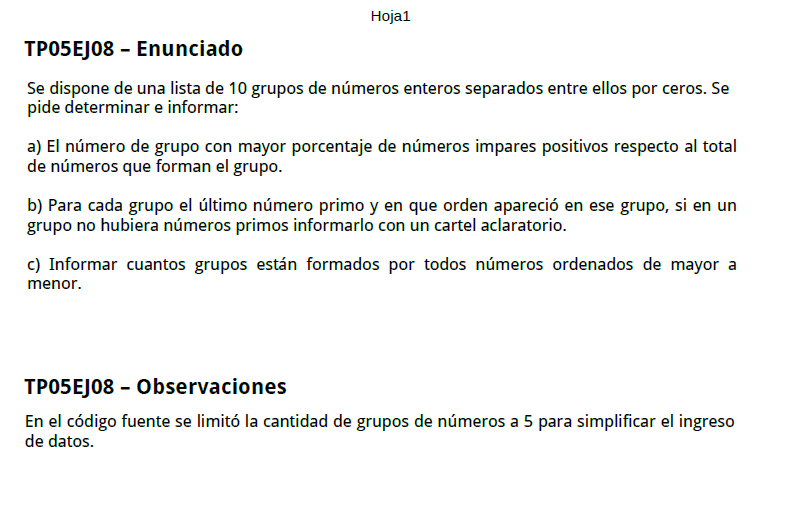 Hoja1
TP05EJ08 – Enunciado
Se dispone de una lista de 10 grupos de números enteros separados entre ellos por ceros. Se
pide determinar e informar:
a) El número de grupo con mayor porcentaje de números impares positivos respecto al total
de números que forman el grupo.
b) Para cada grupo el último número primo y en que orden apareció en ese grupo, si en un
grupo no hubiera números primos informarlo con un cartel aclaratorio.
c) Informar cuantos grupos están formados por todos números ordenados de mayor a
menor.
TP05EJ08 – Observaciones
En el código fuente se limitó la cantidad de grupos de números a 5 para simplificar el ingreso
de datos.